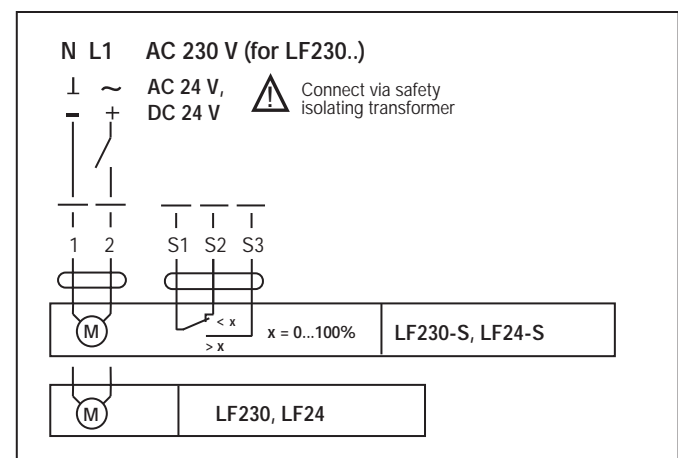 N L1 AC 230 V (for LF230..)
⊥ ~ AC 24 V,
– + DC 24 V
Connect via safety
isolating transformer
1 2 S1 S2 S3
M
< x
> x
x = 0...100%
LF230-S, LF24-S
M
LF230, LF24